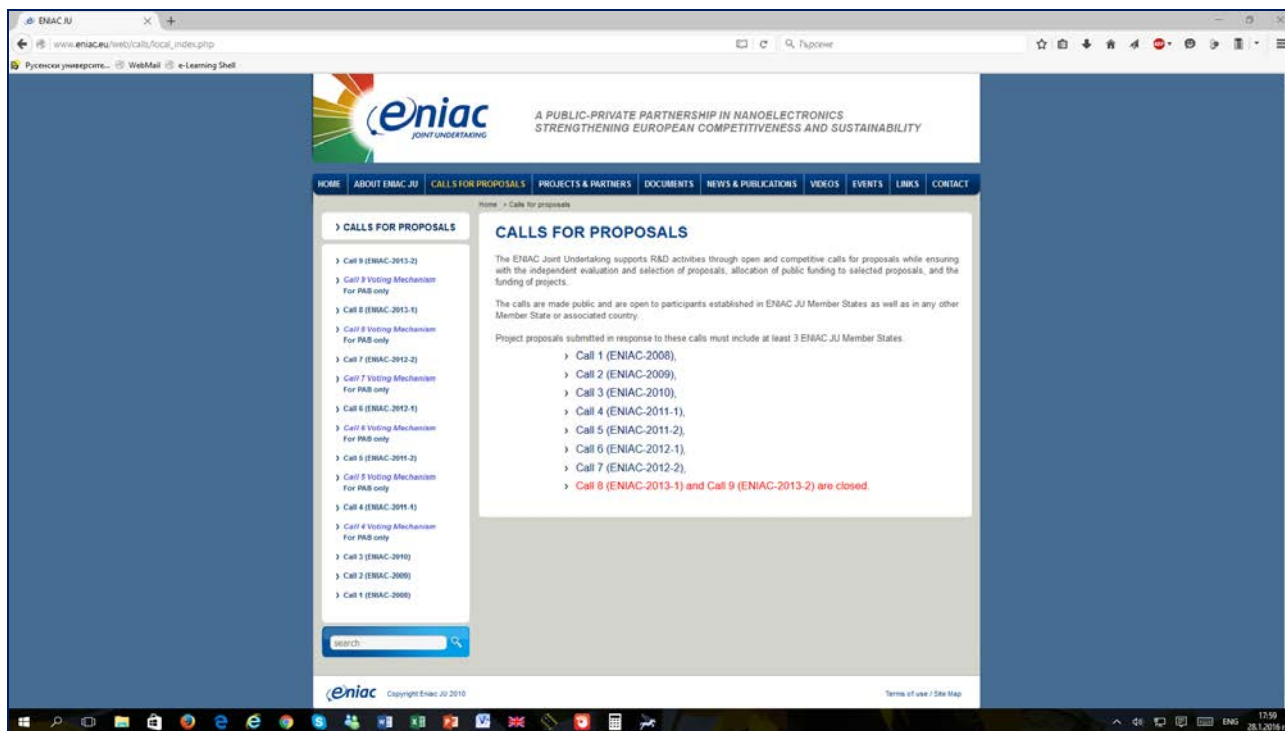 ENIAC JU
www.eniac.eu/web/calls/local_index.php
Търсене
Русенски университе... WebMail e-Learning Shell
eniac
JOINT UNDERTAKING
A PUBLIC-PRIVATE PARTNERSHIP IN NANOELECTRONICS
STRENGTHENING EUROPEAN COMPETITIVENESS AND SUSTAINABILITY
HOME ABOUT ENIAC JU CALLS FOR PROPOSALS PROJECTS & PARTNERS DOCUMENTS NEWS & PUBLICATIONS VIDEOS EVENTS LINKS CONTACT
Home > Calls for proposals
CALLS FOR PROPOSALS
Call 9 (ENIAC-2013-2)
Call 9 Voting Mechanism
For PAB only
Call 8 (ENIAC-2013-1)
Call 8 Voting Mechanism
For PAB only
Call 7 (ENIAC-2012-2)
Call 7 Voting Mechanism
For PAB only
Call 6 (ENIAC-2012-1)
Call 6 Voting Mechanism
For PAB only
Call 5 (ENIAC-2011-2)
Call 5 Voting Mechanism
For PAB only
Call 4 (ENIAC-2011-1)
Call 4 Voting Mechanism
For PAB only
Call 3 (ENIAC-2010)
Call 2 (ENIAC-2009)
Call 1 (ENIAC-2008)
search
CALLS FOR PROPOSALS
The ENIAC Joint Undertaking supports R&D activities through open and competitive calls for proposals while ensuring
with the independent evaluation and selection of proposals, allocation of public funding to selected proposals, and the
funding of projects.
The calls are made public and are open to participants established in ENIAC JU Member States as well as in any other
Member State or associated country.
Project proposals submitted in response to these calls must include at least 3 ENIAC JU Member States.
Call 1 (ENIAC-2008),
Call 2 (ENIAC-2009),
Call 3 (ENIAC-2010),
Call 4 (ENIAC-2011-1),
Call 5 (ENIAC-2011-2),
Call 6 (ENIAC-2012-1),
Call 7 (ENIAC-2012-2),
Call 8 (ENIAC-2013-1) and Call 9 (ENIAC-2013-2) are closed.
eniac Copyright Eniac JU 2010
Terms of use / Site Map
ENG
17:59
28.1.2016 г.